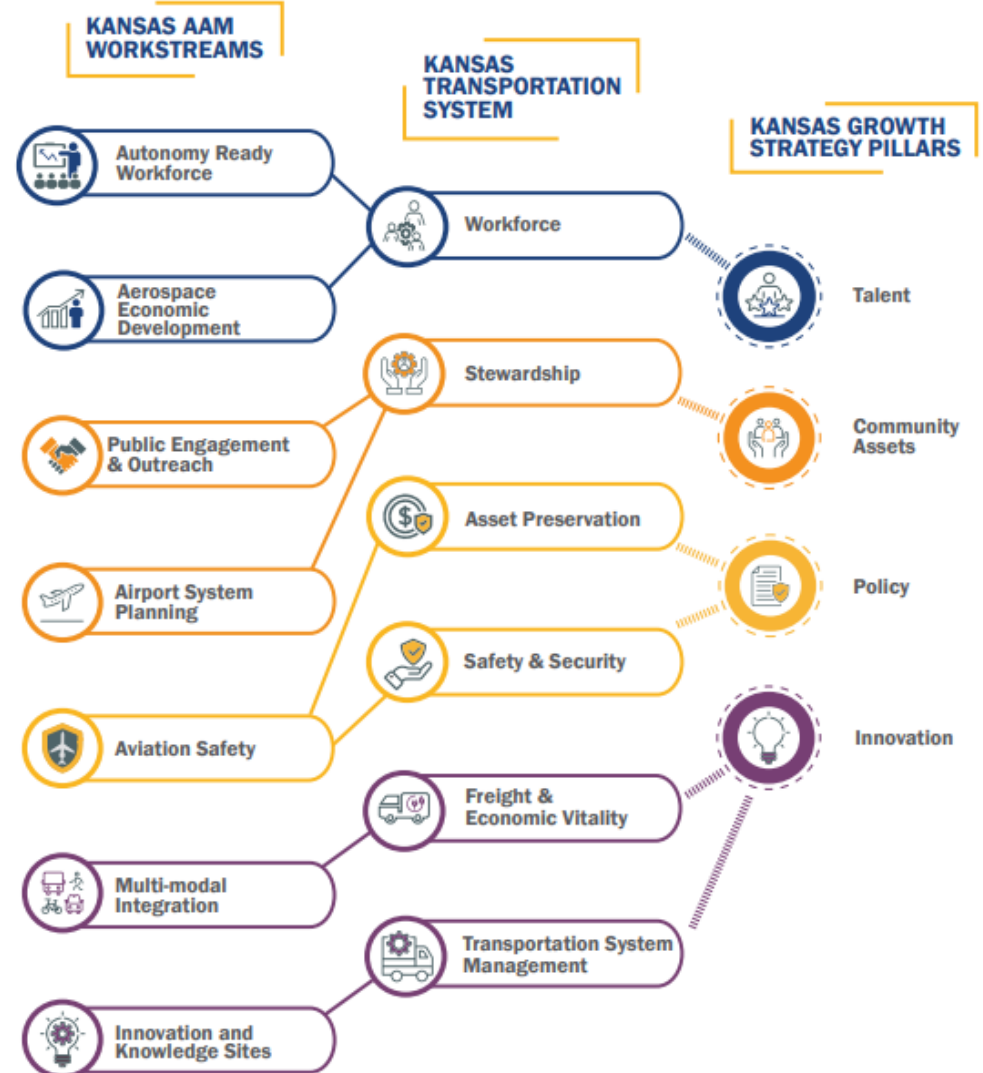 KANSAS AAM
WORKSTREAMS
Autonomy Ready
Workforce
Aerospace
Economic
Development
Public Engagement
& Outreach
Airport System
Planning
Aviation Safety
Multi-modal
Integration
Innovation and
Knowledge Sites
KANSAS
TRANSPORTATION
SYSTEM
Workforce
Stewardship
$
Asset Preservation
Safety & Security
Freight &
Economic Vitality
Transportation System
Management
KANSAS GROWTH
STRATEGY PILLARS
Talent
Community
Assets
Policy
Innovation